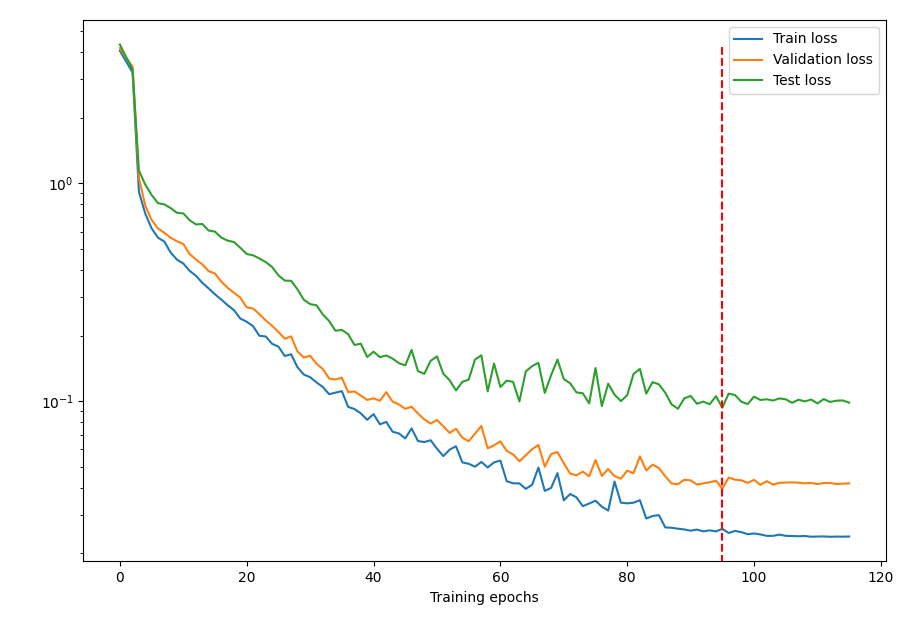 Train loss
Validation loss
Test loss
10⁰
10⁻¹
0 20 40 60 80 100 120
Training epochs